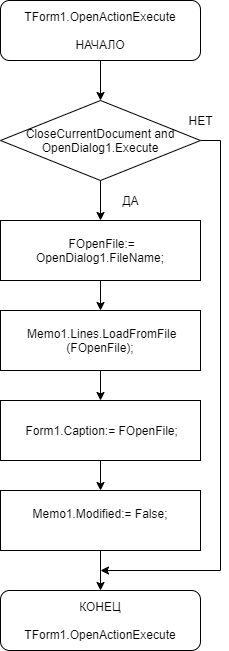 TForm1.OpenActionExecute
НАЧАЛО
CloseCurrentDocument and
OpenDialog1.Execute
НЕТ
ДА
FOpenFile:=
OpenDialog1.FileName;
Memo1.Lines.LoadFromFile
(FOpenFile);
Form1.Caption:= FOpenFile;
Memo1.Modified:= False;
КОНЕЦ
TForm1.OpenActionExecute